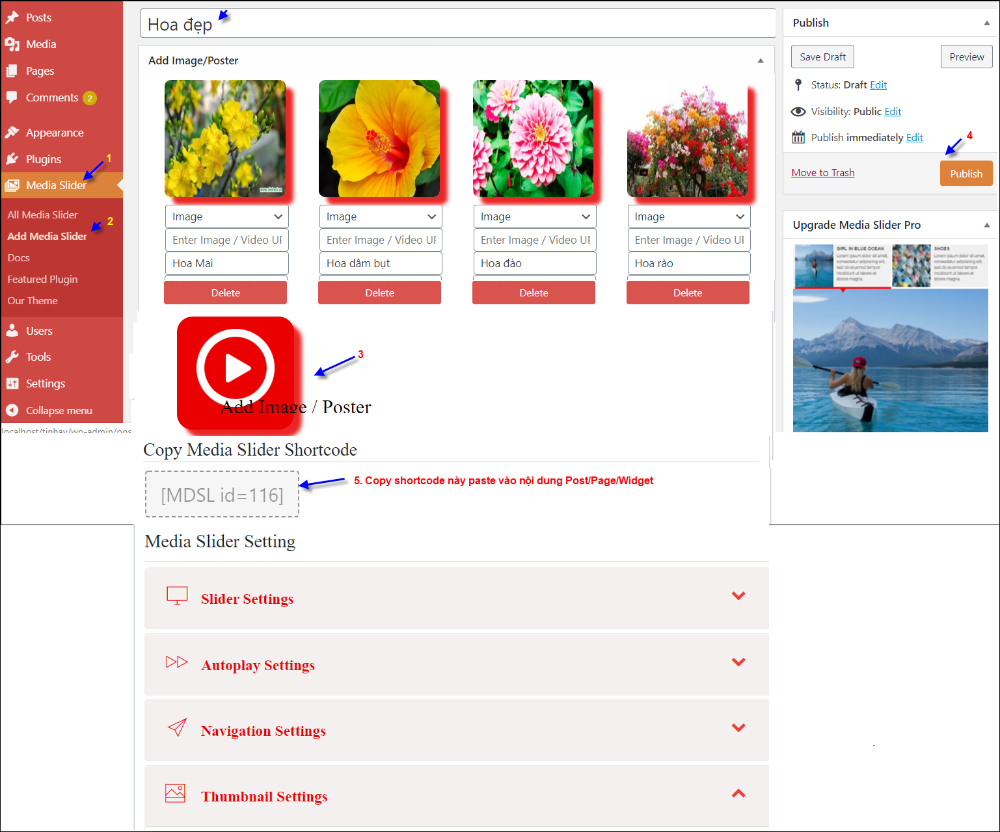 Posts
Media
Pages
Comments 2
Appearance
Plugins
1
Media Slider
All Media Slider
2
Add Media Slider
Docs
Featured Plugin
Our Theme
Users
Tools
Settings
Collapse menu
localhost/tinhay/wp-admin/pos
Hoa đẹp
Add Image/Poster
www.dietmoi.vn
Image
Image
Image
Image
Enter Image / Video UR
Enter Image / Video UR
Enter Image / Video UR
Enter Image / Video UR
Hoa Mai
Hoa dâm bụt
Hoa đào
Hoa rào
Delete
Delete
Delete
Delete
3
Add Image / Poster
Copy Media Slider Shortcode
[MDSL id=116]
5. Copy shortcode này paste vào nội dung Post/Page/Widget
Media Slider Setting
Slider Settings
Autoplay Settings
Navigation Settings
Thumbnail Settings
Publish
Save Draft
Preview
Status: Draft Edit
Visibility: Public Edit
Publish immediately Edit
4
Move to Trash
Publish
Upgrade Media Slider Pro
GIRL IN BLUE OCEAN
Lorem ipsum dolor sit amet,
consectetur adipiscing elit,
sed do eiusmod tempor
incididunt ut labore et
dolore magna.
SHOES
Lorem ipsum dolor sit amet,
consectetur adipiscing elit,
sed do eiusmod tempor
incididunt ut labore et
dolore magna.